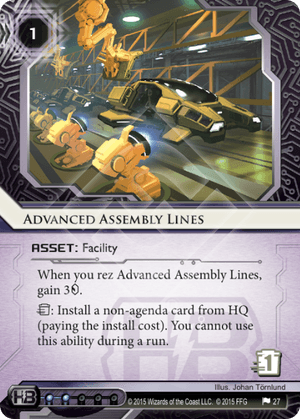 1
ADVANCED ASSEMBLY LINES
ASSET: Facility
When you rez Advanced Assembly Lines,
gain 3
: Install a non-agenda card from HQ
(paying the install cost). You cannot use
this ability during a run.
1
Illus. Johan Törnlund
HB
© 2015 Wizards of the Coast LLC. © 2015 FFG
27